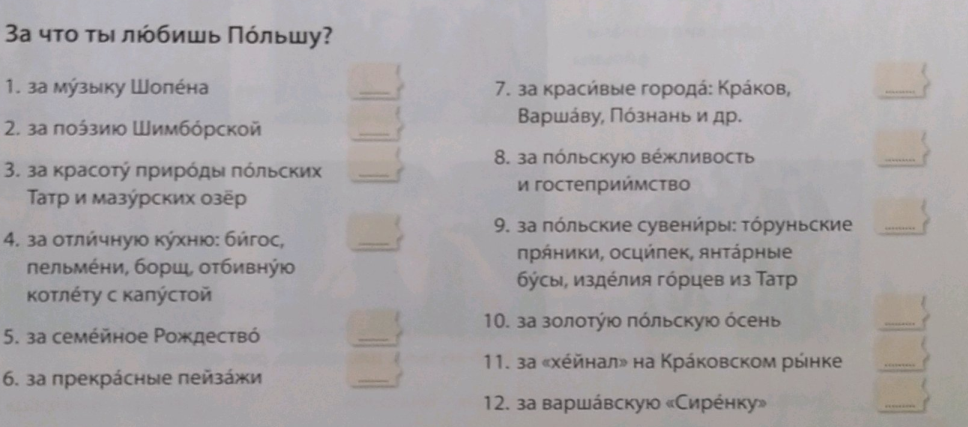 За что ты лю́бишь По́льшу?
1. за му́зыку Шопе́на
2. за поэ́зию Шимбо́рской
3. за красоту́ приро́ды по́льских
Татр и мазу́рских озёр
4. за отли́чную ку́хню: би́гос,
пельме́ни, борщ, отбивну́ю
котле́ту с капу́стой
5. за семе́йное Рождество́
6. за прекра́сные пейза́жи
7. за краси́вые города́: Кра́ков,
Варша́ву, По́знань и др.
8. за по́льскую ве́жливость
и гостеприи́мство
9. за по́льские сувени́ры: то́руньские
пря́ники, осци́пек, янта́рные
бу́сы, изде́лия го́рцев из Татр
10. за золоту́ю по́льскую о́сень
11. за «хе́йнал» на Кра́ковском ры́нке
12. за варша́вскую «Сире́нку»